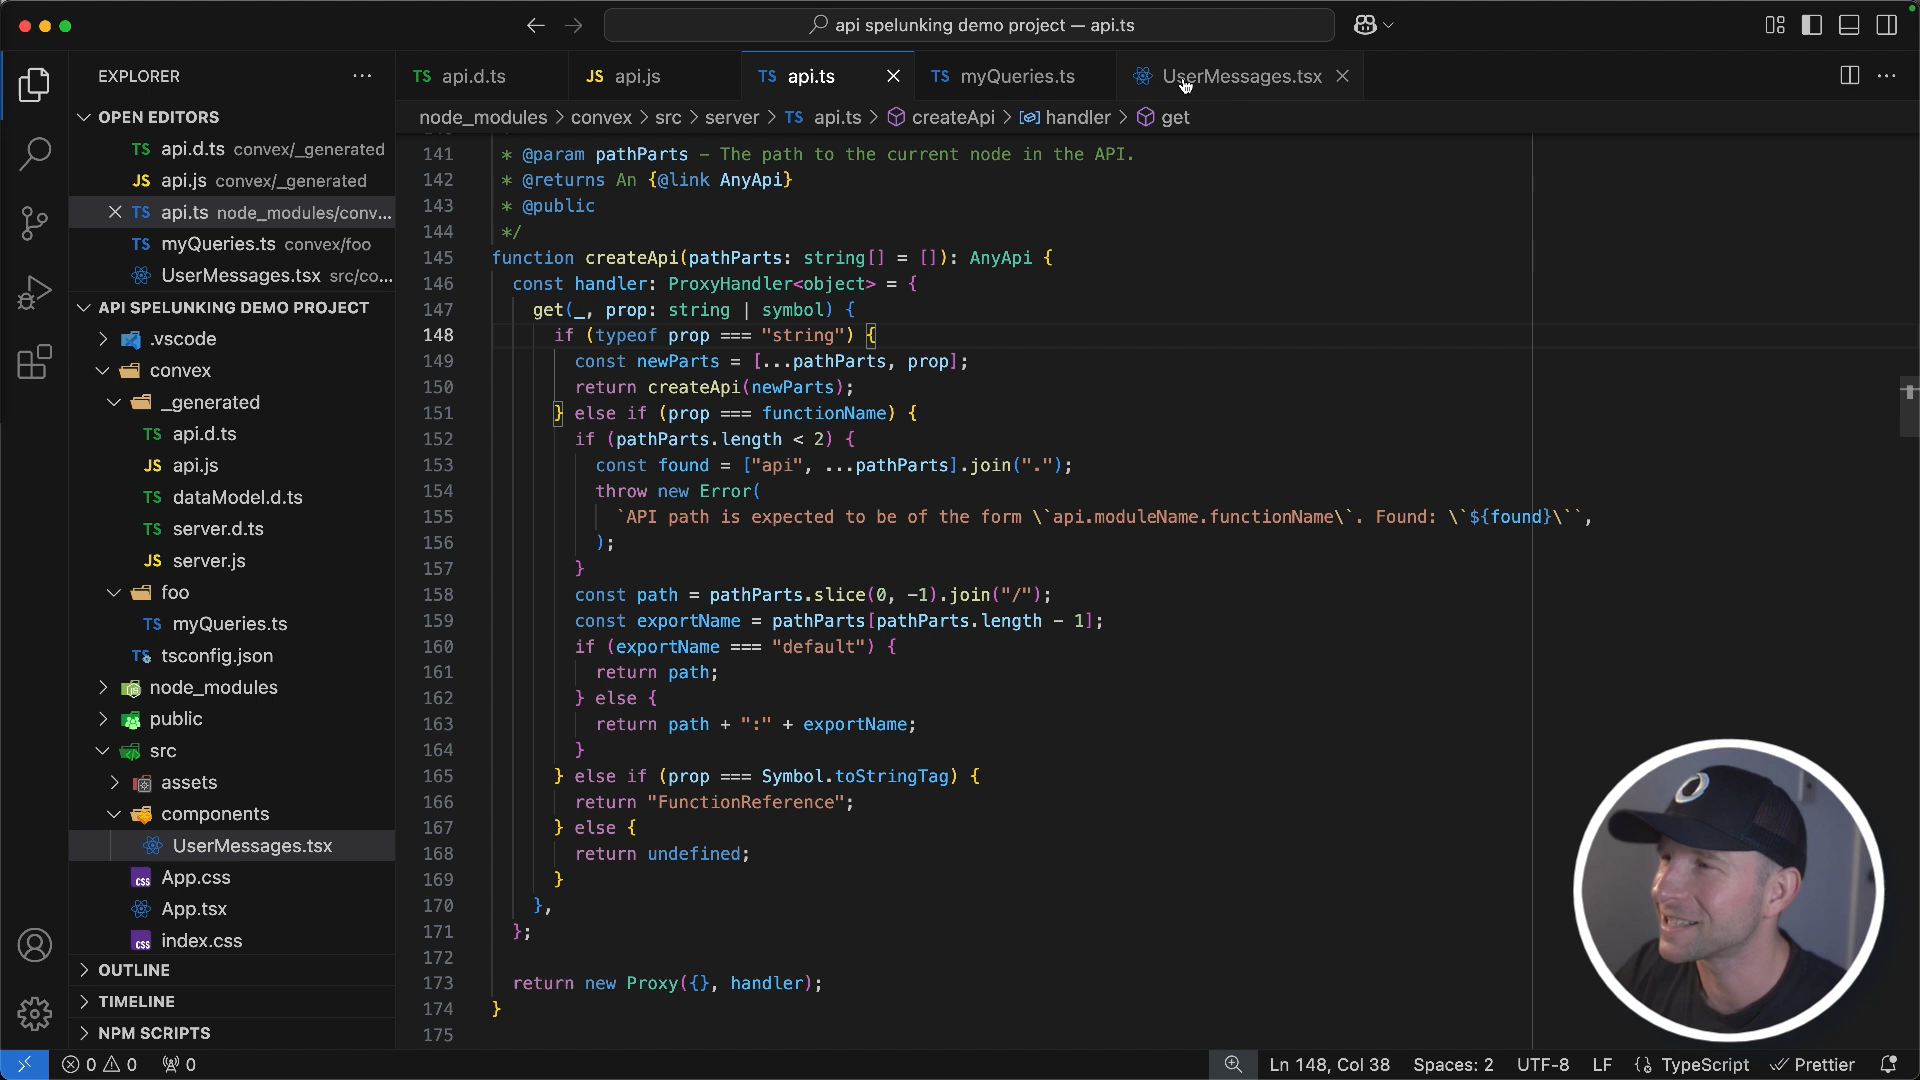 api spelunking demo project — api.ts
EXPLORER
TS api.d.ts
JS api.js
TS api.ts
TS myQueries.ts
UserMessages.tsx
node_modules > convex > src > server > TS api.ts > createApi > handler > get
OPEN EDITORS
TS api.d.ts convex/_generated
JS api.js convex/_generated
TS api.ts node_modules/conv...
TS myQueries.ts convex/foo
UserMessages.tsx src/co...
API SPELUNKING DEMO PROJECT
.vscode
convex
_generated
TS api.d.ts
JS api.js
TS dataModel.d.ts
TS server.d.ts
JS server.js
foo
TS myQueries.ts
TS tsconfig.json
node_modules
public
src
assets
components
UserMessages.tsx
css App.css
App.tsx
css index.css
OUTLINE
TIMELINE
NPM SCRIPTS
141 * @param pathParts – The path to the current node in the API.
142 * @returns An {@link AnyApi}
143 * @public
144 */
145 function createApi(pathParts: string[] = []): AnyApi {
146 const handler: ProxyHandler<object> = {
147 get(_, prop: string | symbol) {
148 if (typeof prop === "string") {
149 const newParts = [...pathParts, prop];
150 return createApi(newParts);
151 } else if (prop === functionName) {
152 if (pathParts.length < 2) {
153 const found = ["api", ...pathParts].join(".");
154 throw new Error(
155 `API path is expected to be of the form \`api.moduleName.functionName\`. Found: \`${found}\``,
156 );
157 }
158 const path = pathParts.slice(0, -1).join("/");
159 const exportName = pathParts[pathParts.length - 1];
160 if (exportName === "default") {
161 return path;
162 } else {
163 return path + ":" + exportName;
164 }
165 } else if (prop === Symbol.toStringTag) {
166 return "FunctionReference";
167 } else {
168 return undefined;
169 }
170 },
171 };
172
173 return new Proxy({}, handler);
174 }
175
0 0 0
Ln 148, Col 38 Spaces: 2 UTF-8 LF {} TypeScript Prettier